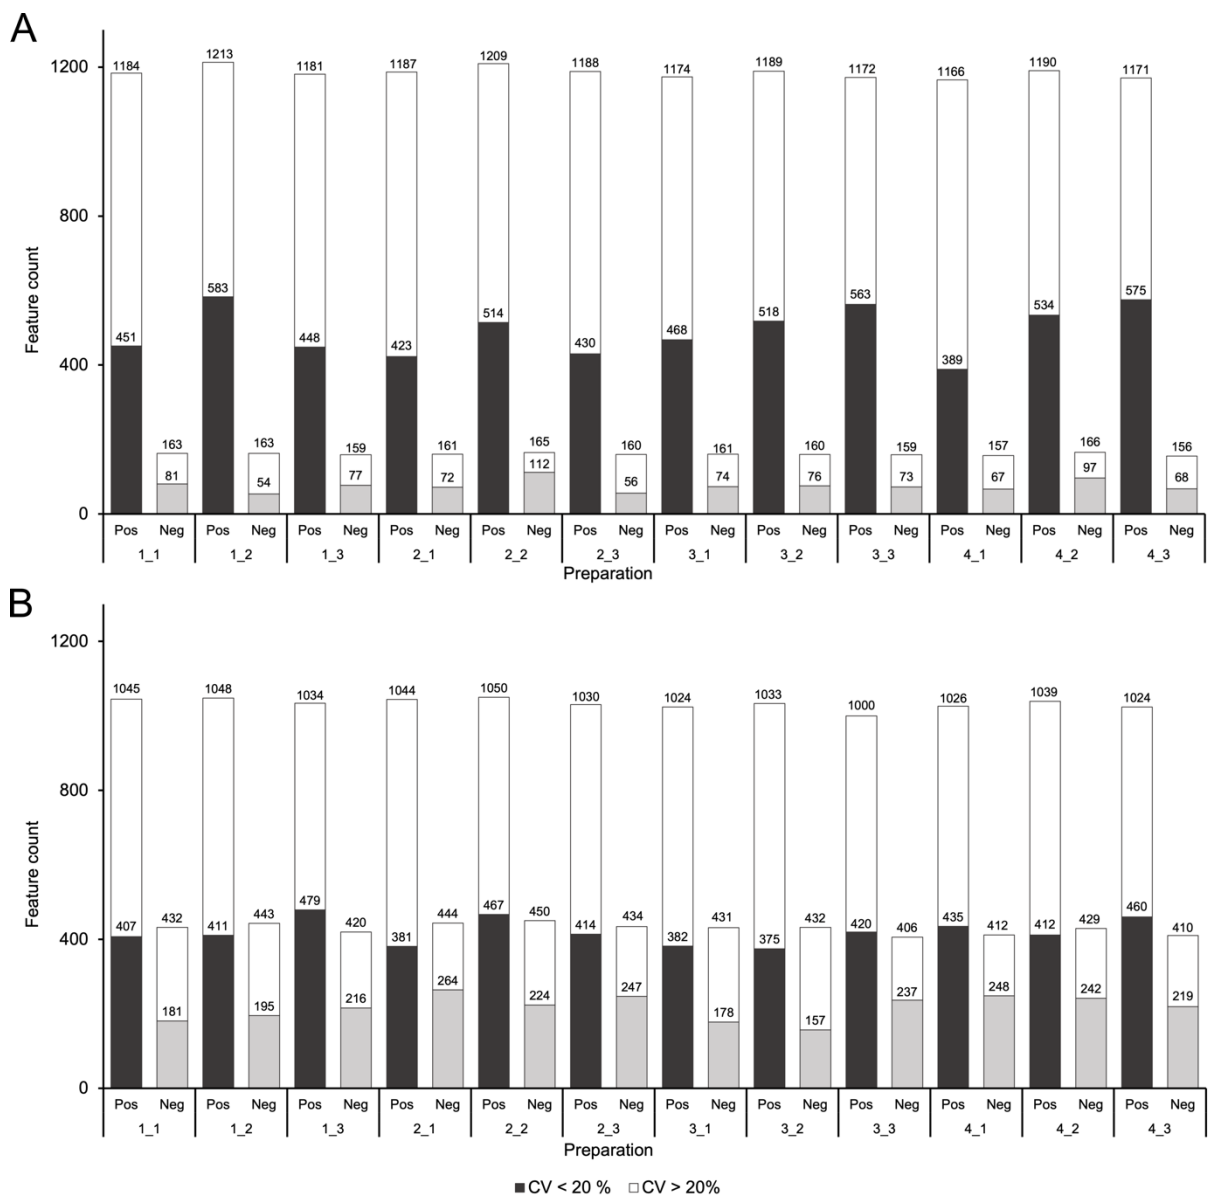 A
Feature count
1200
800
400
0
1184 1213 1181 1187 1209 1188 1174 1189 1172 1166 1190 1171
451 583 448 423 514 430 468 518 563 389 534 575
163 163 159 161 165 160 161 160 159 157 166 156
81 54 77 72 112 56 74 76 73 67 97 68
Pos Neg Pos Neg Pos Neg Pos Neg Pos Neg Pos Neg Pos Neg Pos Neg Pos Neg Pos Neg Pos Neg Pos Neg
1_1 1_2 1_3 2_1 2_2 2_3 3_1 3_2 3_3 4_1 4_2 4_3
Preparation
B
Feature count
1200
800
400
0
1045 1048 1034 1044 1050 1030 1024 1033 1000 1026 1039 1024
407 411 479 381 467 414 382 375 420 435 412 460
432 443 420 444 450 434 431 432 406 412 429 410
181 195 216 264 224 247 178 157 237 248 242 219
Pos Neg Pos Neg Pos Neg Pos Neg Pos Neg Pos Neg Pos Neg Pos Neg Pos Neg Pos Neg Pos Neg Pos Neg
1_1 1_2 1_3 2_1 2_2 2_3 3_1 3_2 3_3 4_1 4_2 4_3
Preparation
CV < 20 % CV > 20%